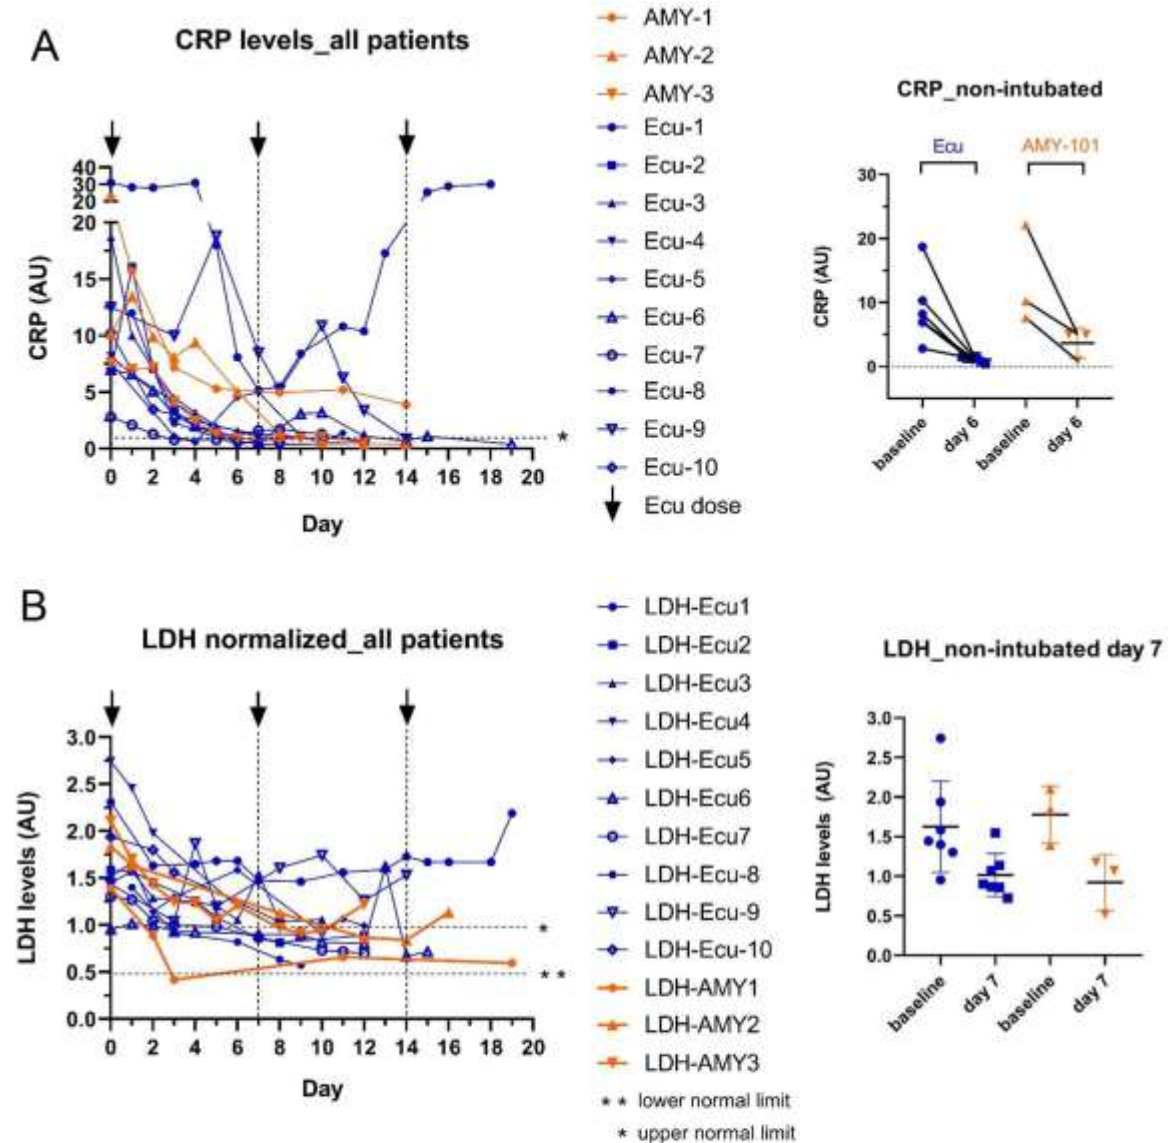 A
CRP levels_all patients
CRP (AU)
40
30
20
20
15
10
5
0
*
0 2 4 6 8 10 12 14 16 18 20
Day
AMY-1
AMY-2
AMY-3
Ecu-1
Ecu-2
Ecu-3
Ecu-4
Ecu-5
Ecu-6
Ecu-7
Ecu-8
Ecu-9
Ecu-10
Ecu dose
CRP_non-intubated
Ecu AMY-101
CRP (AU)
30
20
10
0
baseline day 6 baseline day 6
B
LDH normalized_all patients
LDH levels (AU)
3.0
2.5
2.0
1.5
1.0
0.5
0.0
*
* *
0 2 4 6 8 10 12 14 16 18 20
Day
LDH-Ecu1
LDH-Ecu2
LDH-Ecu3
LDH-Ecu4
LDH-Ecu5
LDH-Ecu6
LDH-Ecu7
LDH-Ecu-8
LDH-Ecu-9
LDH-Ecu-10
LDH-AMY1
LDH-AMY2
LDH-AMY3
* * lower normal limit
* upper normal limit
LDH_non-intubated day 7
LDH levels (AU)
3.0
2.5
2.0
1.5
1.0
0.5
0.0
baseline day 7 baseline day 7